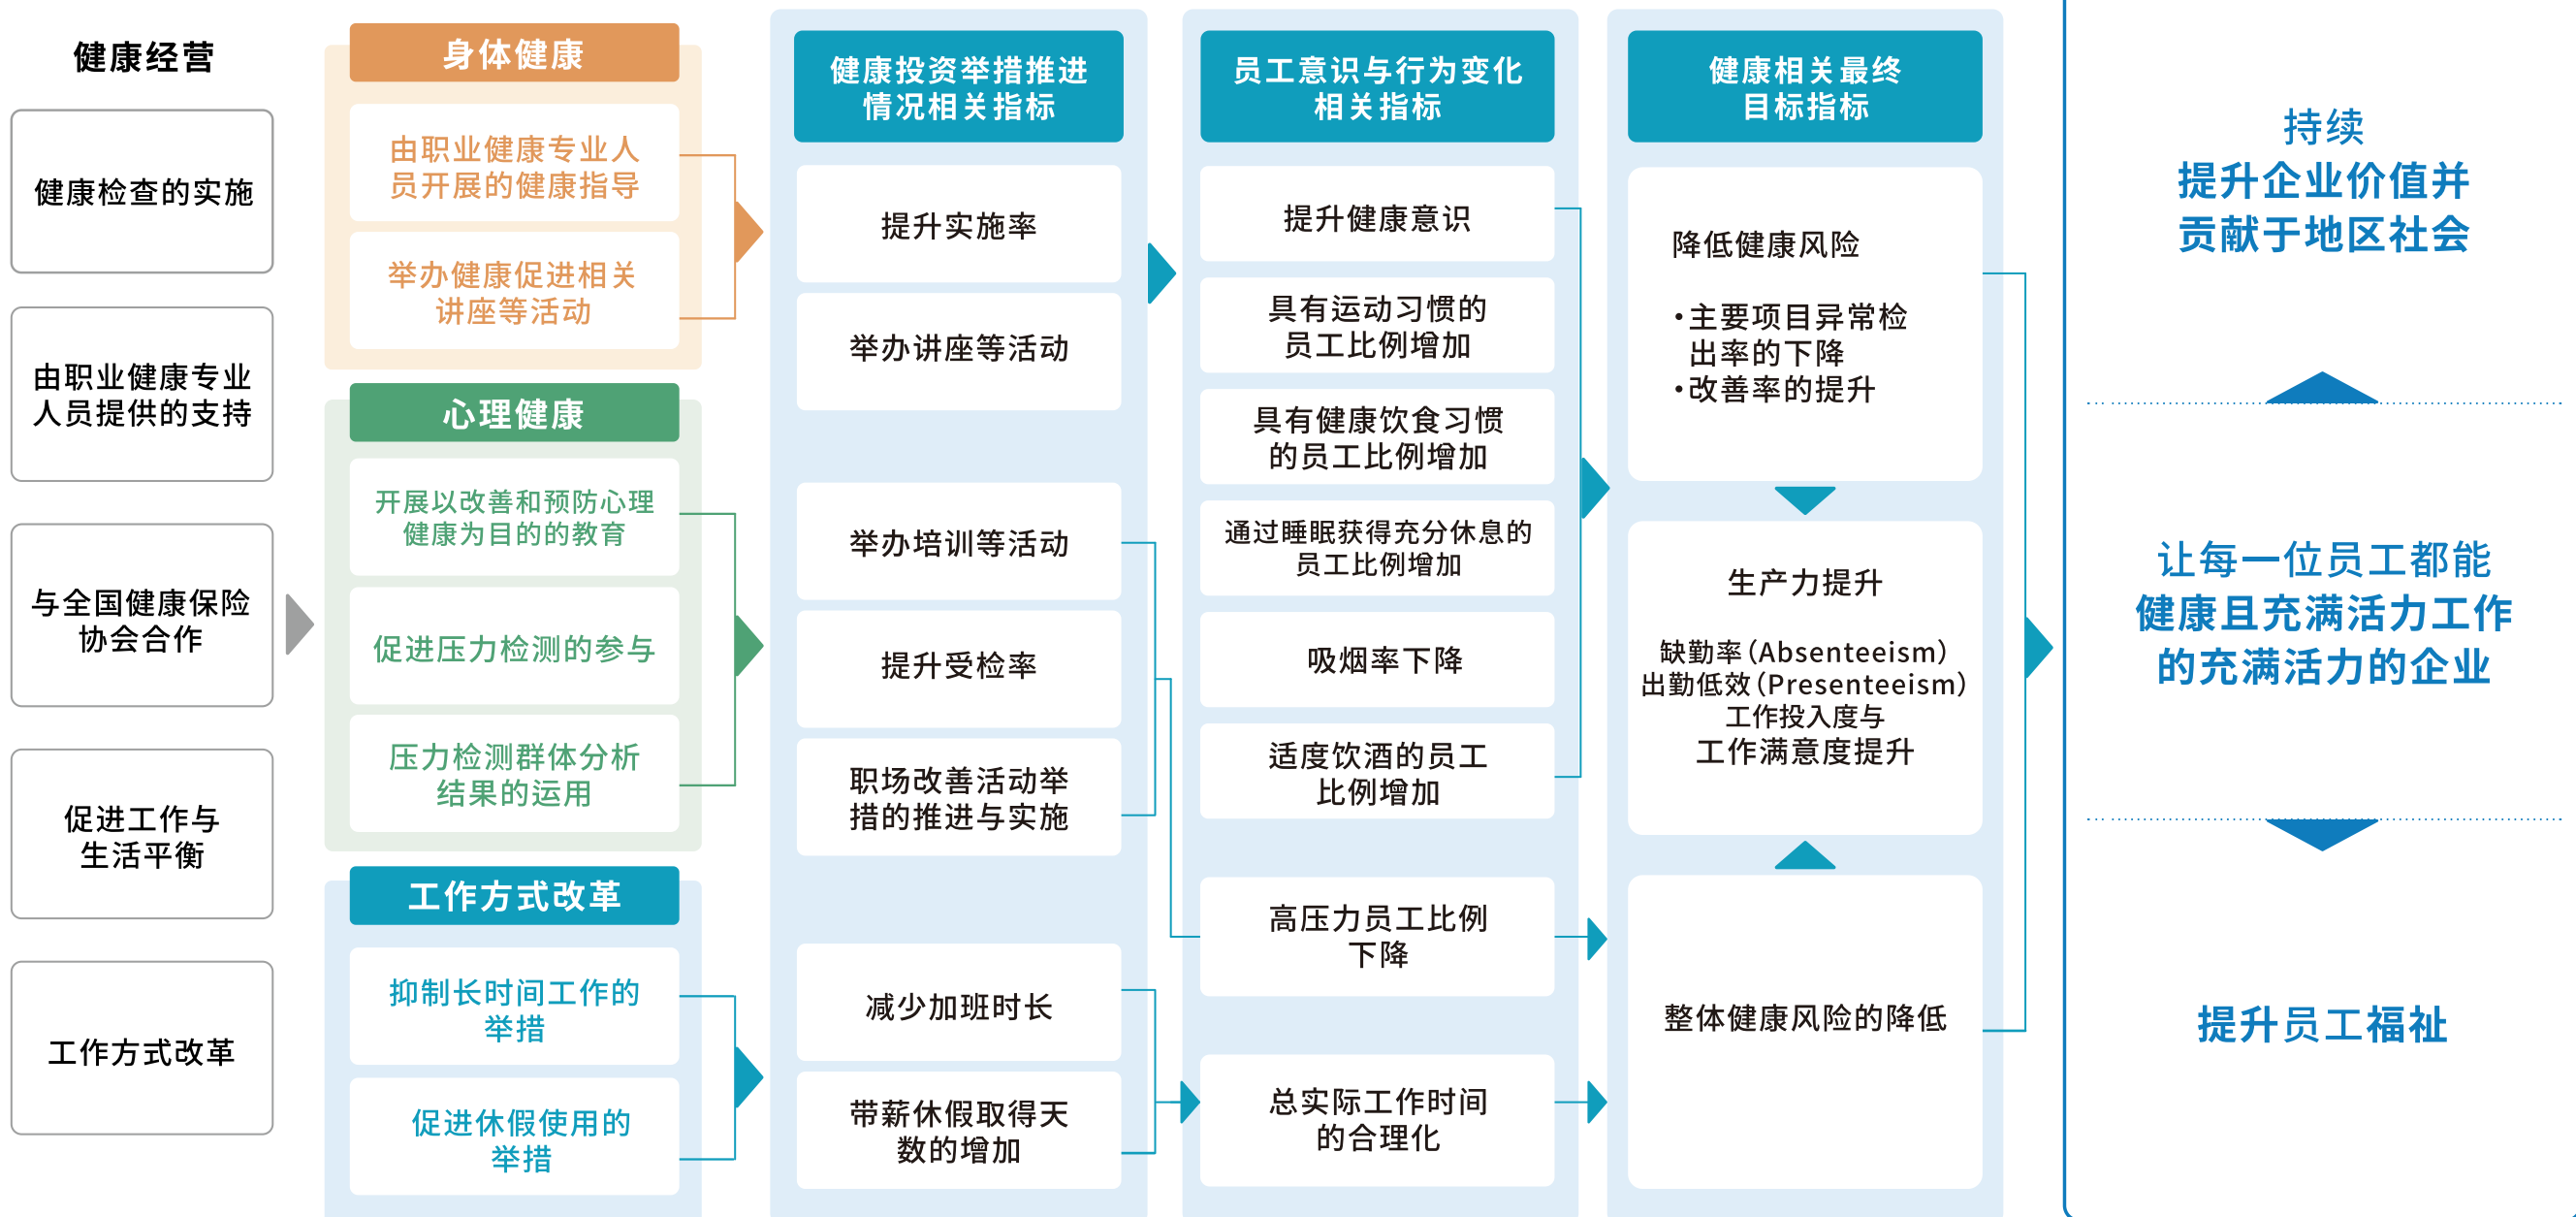 健康经营
健康检查的实施
由职业健康专业
人员提供的支持
与全国健康保险
协会合作
促进工作与
生活平衡
工作方式改革
身体健康
由职业健康专业人
员开展的健康指导
举办健康促进相关
讲座等活动
心理健康
开展以改善和预防心理
健康为目的的教育
促进压力检测的参与
压力检测群体分析
结果的运用
工作方式改革
抑制长时间工作的
举措
促进休假使用的
举措
健康投资举措推进
情况相关指标
提升实施率
举办讲座等活动
举办培训等活动
提升受检率
职场改善活动举
措的推进与实施
减少加班时长
带薪休假取得天
数的增加
员工意识与行为变化
相关指标
提升健康意识
具有运动习惯的
员工比例增加
具有健康饮食习惯
的员工比例增加
通过睡眠获得充分休息的
员工比例增加
吸烟率下降
适度饮酒的员工
比例增加
高压力员工比例
下降
总实际工作时间
的合理化
健康相关最终
目标指标
降低健康风险
・主要项目异常检
出率的下降
・改善率的提升
生产力提升
缺勤率（Absenteeism）
出勤低效（Presenteeism）
工作投入度与
工作满意度提升
整体健康风险的降低
持续
提升企业价值并
贡献于地区社会
让每一位员工都能
健康且充满活力工作
的充满活力的企业
提升员工福祉